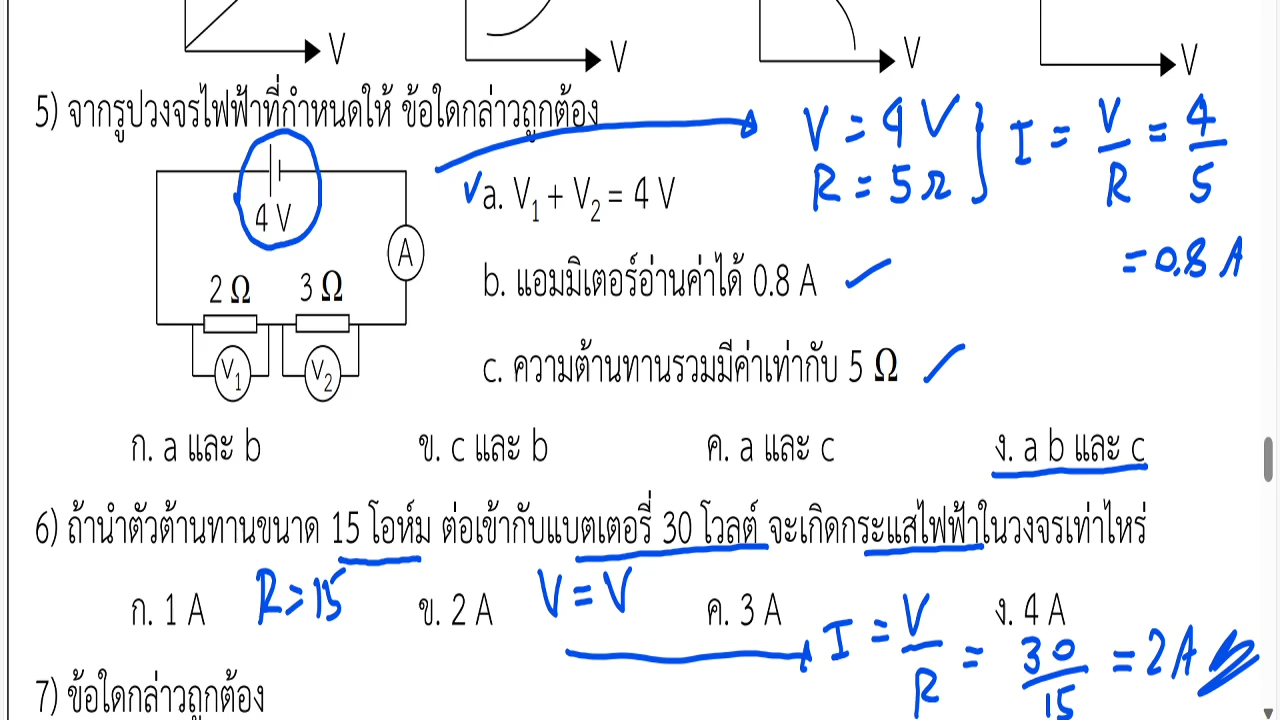 V V V V
5) จากรูปวงจรไฟฟ้าที่กำหนดให้ ข้อใดกล่าวถูกต้อง
V = 4 V
R = 5 Ω
I = V/R = 4/5
= 0.8 A
4 V
A
2 Ω 3 Ω
V1 V2
a. V1 + V2 = 4 V
b. แอมมิเตอร์อ่านค่าได้ 0.8 A
c. ความต้านทานรวมมีค่าเท่ากับ 5 Ω
ก. a และ b ข. c และ b ค. a และ c ง. a b และ c
6) ถ้านำตัวต้านทานขนาด 15 โอห์ม ต่อเข้ากับแบตเตอรี่ 30 โวลต์ จะเกิดกระแสไฟฟ้าในวงจรเท่าไหร่
R = 15 V = V
ก. 1 A ข. 2 A ค. 3 A ง. 4 A
I = V/R = 30/15 = 2 A
7) ข้อใดกล่าวถูกต้อง